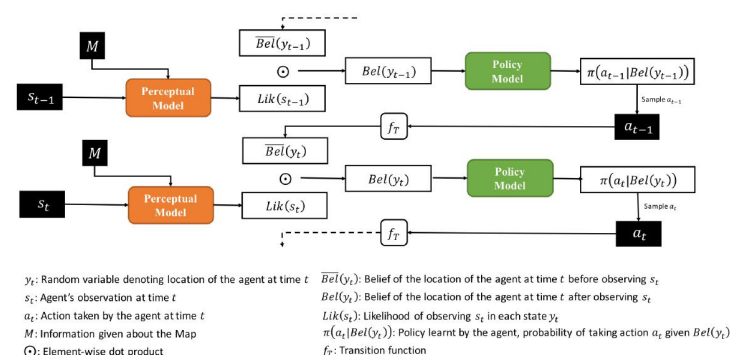 $\overline{Bel}(y_{t-1})$
M
⊙
Perceptual Model
$Bel(y_{t-1})$
Policy Model
$\pi(a_{t-1}|Bel(y_{t-1}))$
$s_{t-1}$
$Lik(s_{t-1})$
Sample $a_{t-1}$
$f_T$
$a_{t-1}$
$\overline{Bel}(y_t)$
M
⊙
Perceptual Model
$Bel(y_t)$
Policy Model
$\pi(a_t|Bel(y_t))$
$s_t$
$Lik(s_t)$
Sample $a_t$
$f_T$
$a_t$
$y_t$: Random variable denoting location of the agent at time $t$
$s_t$: Agent's observation at time $t$
$a_t$: Action taken by the agent at time $t$
$M$: Information given about the Map
⊙: Element-wise dot product
$\overline{Bel}(y_t)$: Belief of the location of the agent at time $t$ before observing $s_t$
$Bel(y_t)$: Belief of the location of the agent at time $t$ after observing $s_t$
$Lik(s_t)$: Likelihood of observing $s_t$ in each state $y_t$
$\pi(a_t|Bel(y_t))$: Policy learnt by the agent, probability of taking action $a_t$ given $Bel(y_t)$
$f_T$: Transition function